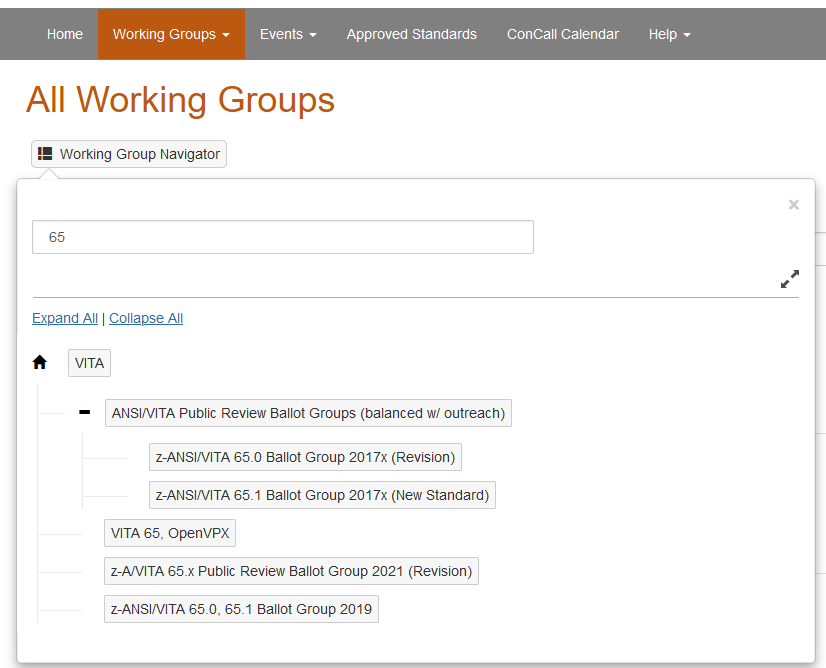 Home Working Groups Events Approved Standards ConCall Calendar Help
All Working Groups
Working Group Navigator
×
65
Expand All | Collapse All
VITA
ANSI/VITA Public Review Ballot Groups (balanced w/ outreach)
z-ANSI/VITA 65.0 Ballot Group 2017x (Revision)
z-ANSI/VITA 65.1 Ballot Group 2017x (New Standard)
VITA 65, OpenVPX
z-A/VITA 65.x Public Review Ballot Group 2021 (Revision)
z-ANSI/VITA 65.0, 65.1 Ballot Group 2019